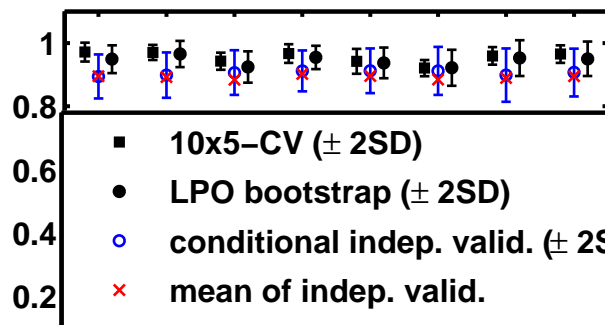 1
0.8
0.6
0.4
0.2
10x5−CV (± 2SD)
LPO bootstrap (± 2SD)
conditional indep. valid. (± 2S
mean of indep. valid.